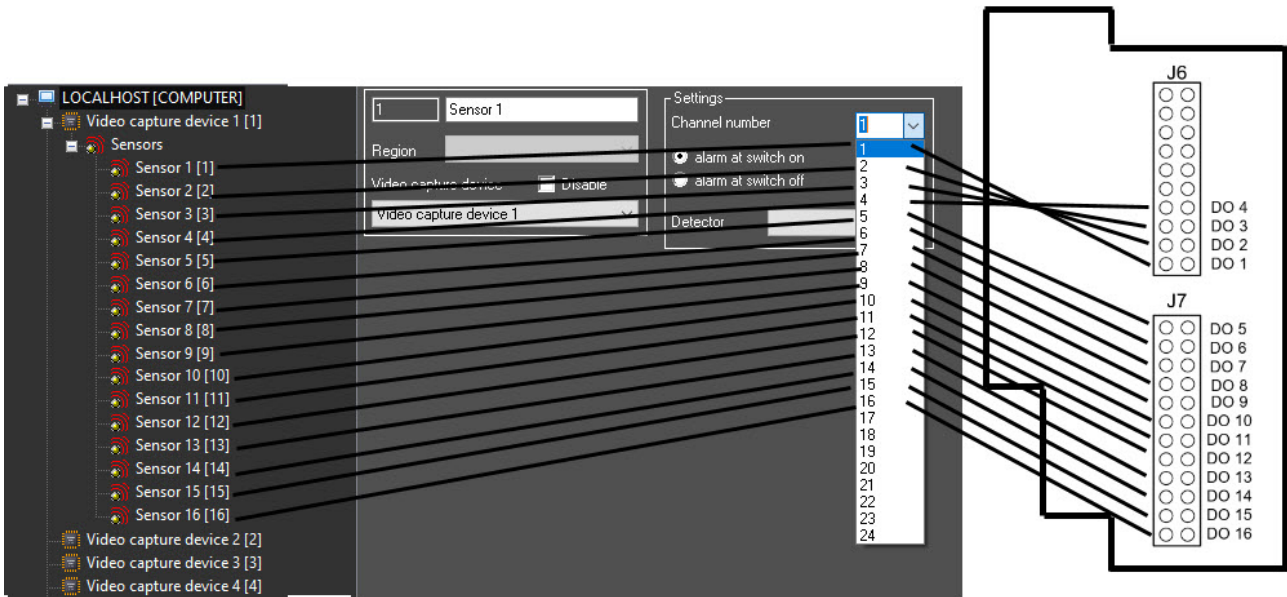 LOCALHOST [COMPUTER]
Video capture device 1 [1]
Sensors
Sensor 1 [1]
Sensor 2 [2]
Sensor 3 [3]
Sensor 4 [4]
Sensor 5 [5]
Sensor 6 [6]
Sensor 7 [7]
Sensor 8 [8]
Sensor 9 [9]
Sensor 10 [10]
Sensor 11 [11]
Sensor 12 [12]
Sensor 13 [13]
Sensor 14 [14]
Sensor 15 [15]
Sensor 16 [16]
Video capture device 2 [2]
Video capture device 3 [3]
Video capture device 4 [4]
1
Sensor 1
Region
Video capture device
Disable
Video capture device 1
Settings
Channel number
1
alarm at switch on
alarm at switch off
Detector
1
2
3
4
5
6
7
8
9
10
11
12
13
14
15
16
17
18
19
20
21
22
23
24
J6
DO 4
DO 3
DO 2
DO 1
J7
DO 5
DO 6
DO 7
DO 8
DO 9
DO 10
DO 11
DO 12
DO 13
DO 14
DO 15
DO 16